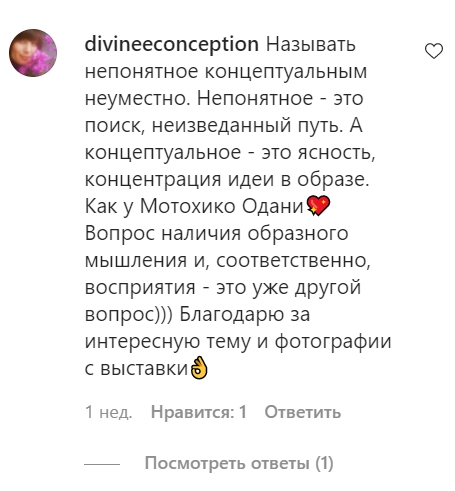 divineeconception Называть
непонятное концептуальным
неуместно. Непонятное - это
поиск, неизведанный путь. А
концептуальное - это ясность,
концентрация идеи в образе.
Как у Мотохико Одани💖
Вопрос наличия образного
мышления и, соответственно,
восприятия - это уже другой
вопрос))) Благодарю за
интересную тему и фотографии
с выставки👌
1 нед. Нравится: 1 Ответить
Посмотреть ответы (1)